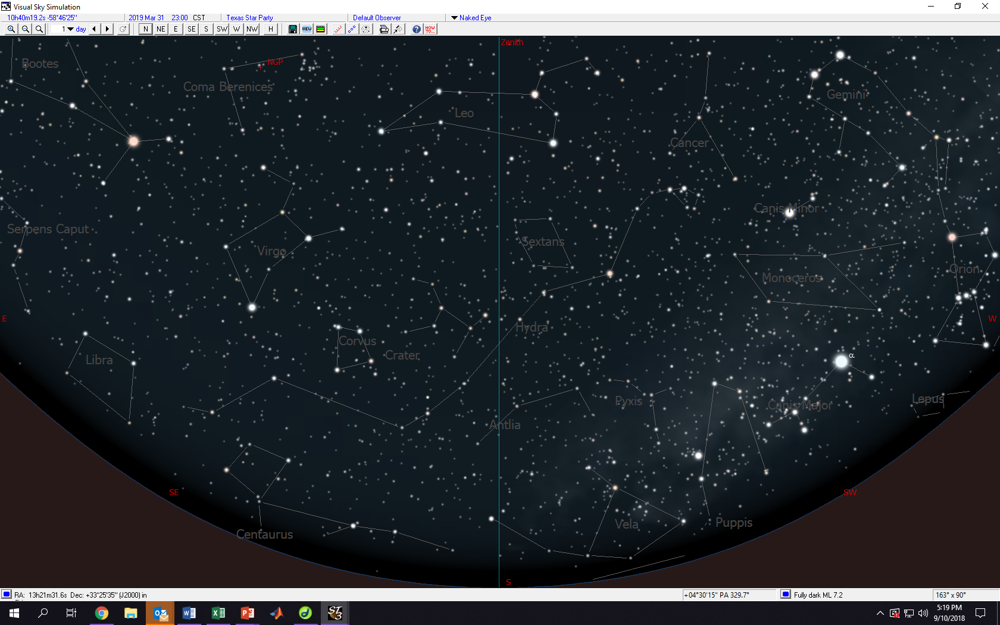 Visual Sky Simulation
10h40m19.2s -58°46'25" 2019 Mar 31 23:00 CST Texas Star Party Default Observer Naked Eye
1 day N NE E SE S SW W NW H VIEW ? HOW TO...
Zenith
NGP
Bootes
Coma Berenices
Gemini
Leo
Cancer
Canis Minor
Serpens Caput
Sextans
Virgo
Orion
Monoceros
E
W
Hydra
Corvus
Crater
α
Libra
Pyxis
Lepus
Canis Major
Antlia
SE
SW
Vela
Puppis
Centaurus
S
RA: 13h21m31.6s Dec: +33°25'35" (J2000) in +04°30'15" PA 329.7° Fully dark ML 7.2 163° x 90°
ST3
5:19 PM
9/10/2018